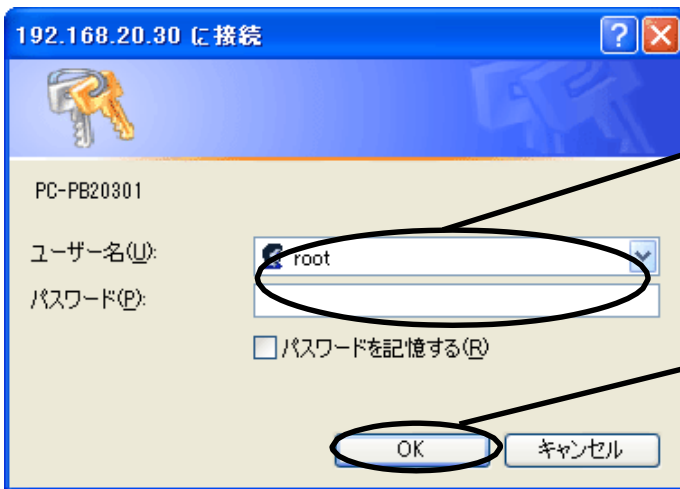 192.168.20.30 に接続
PC-PB20301
ユーザー名(U):
root
パスワード(P):
パスワードを記憶する(R)
OK
キャンセル